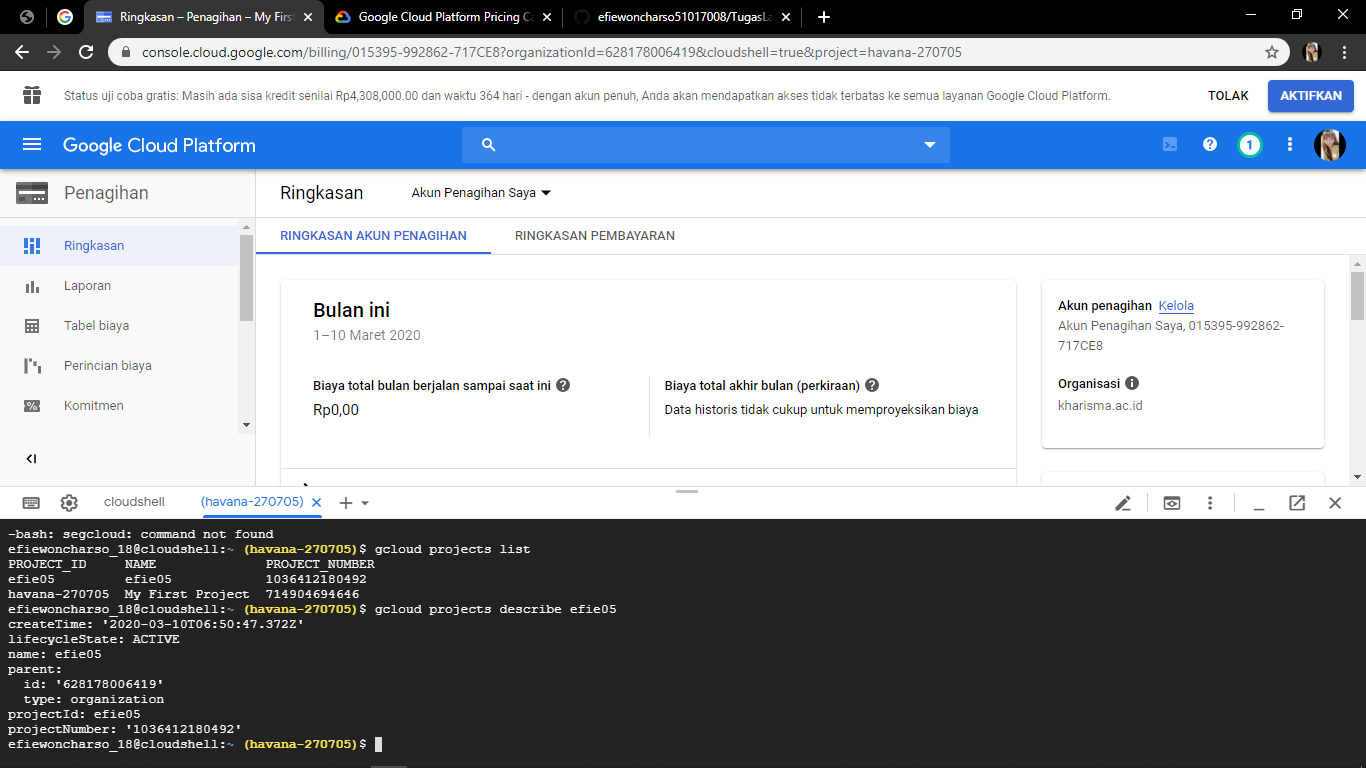 Ringkasan – Penagihan – My First
Google Cloud Platform Pricing Ca
efiewoncharso51017008/TugasLa
console.cloud.google.com/billing/015395-992862-717CE8?organizationId=628178006419&cloudshell=true&project=havana-270705
Status uji coba gratis: Masih ada sisa kredit senilai Rp4,308,000.00 dan waktu 364 hari - dengan akun penuh, Anda akan mendapatkan akses tidak terbatas ke semua layanan Google Cloud Platform.
TOLAK
AKTIFKAN
Google Cloud Platform
1
Penagihan
Ringkasan
Akun Penagihan Saya
Ringkasan
Laporan
Tabel biaya
Perincian biaya
Komitmen
RINGKASAN AKUN PENAGIHAN
RINGKASAN PEMBAYARAN
Bulan ini
1–10 Maret 2020
Biaya total bulan berjalan sampai saat ini
Rp0,00
Biaya total akhir bulan (perkiraan)
Data historis tidak cukup untuk memproyeksikan biaya
Akun penagihan Kelola
Akun Penagihan Saya, 015395-992862-
717CE8
Organisasi
kharisma.ac.id
cloudshell
(havana-270705)
-bash: segcloud: command not found
efiewoncharso_18@cloudshell:~ (havana-270705)$ gcloud projects list
PROJECT_ID NAME PROJECT_NUMBER
efie05 efie05 1036412180492
havana-270705 My First Project 714904694646
efiewoncharso_18@cloudshell:~ (havana-270705)$ gcloud projects describe efie05
createTime: '2020-03-10T06:50:47.372Z'
lifecycleState: ACTIVE
name: efie05
parent:
id: '628178006419'
type: organization
projectId: efie05
projectNumber: '1036412180492'
efiewoncharso_18@cloudshell:~ (havana-270705)$